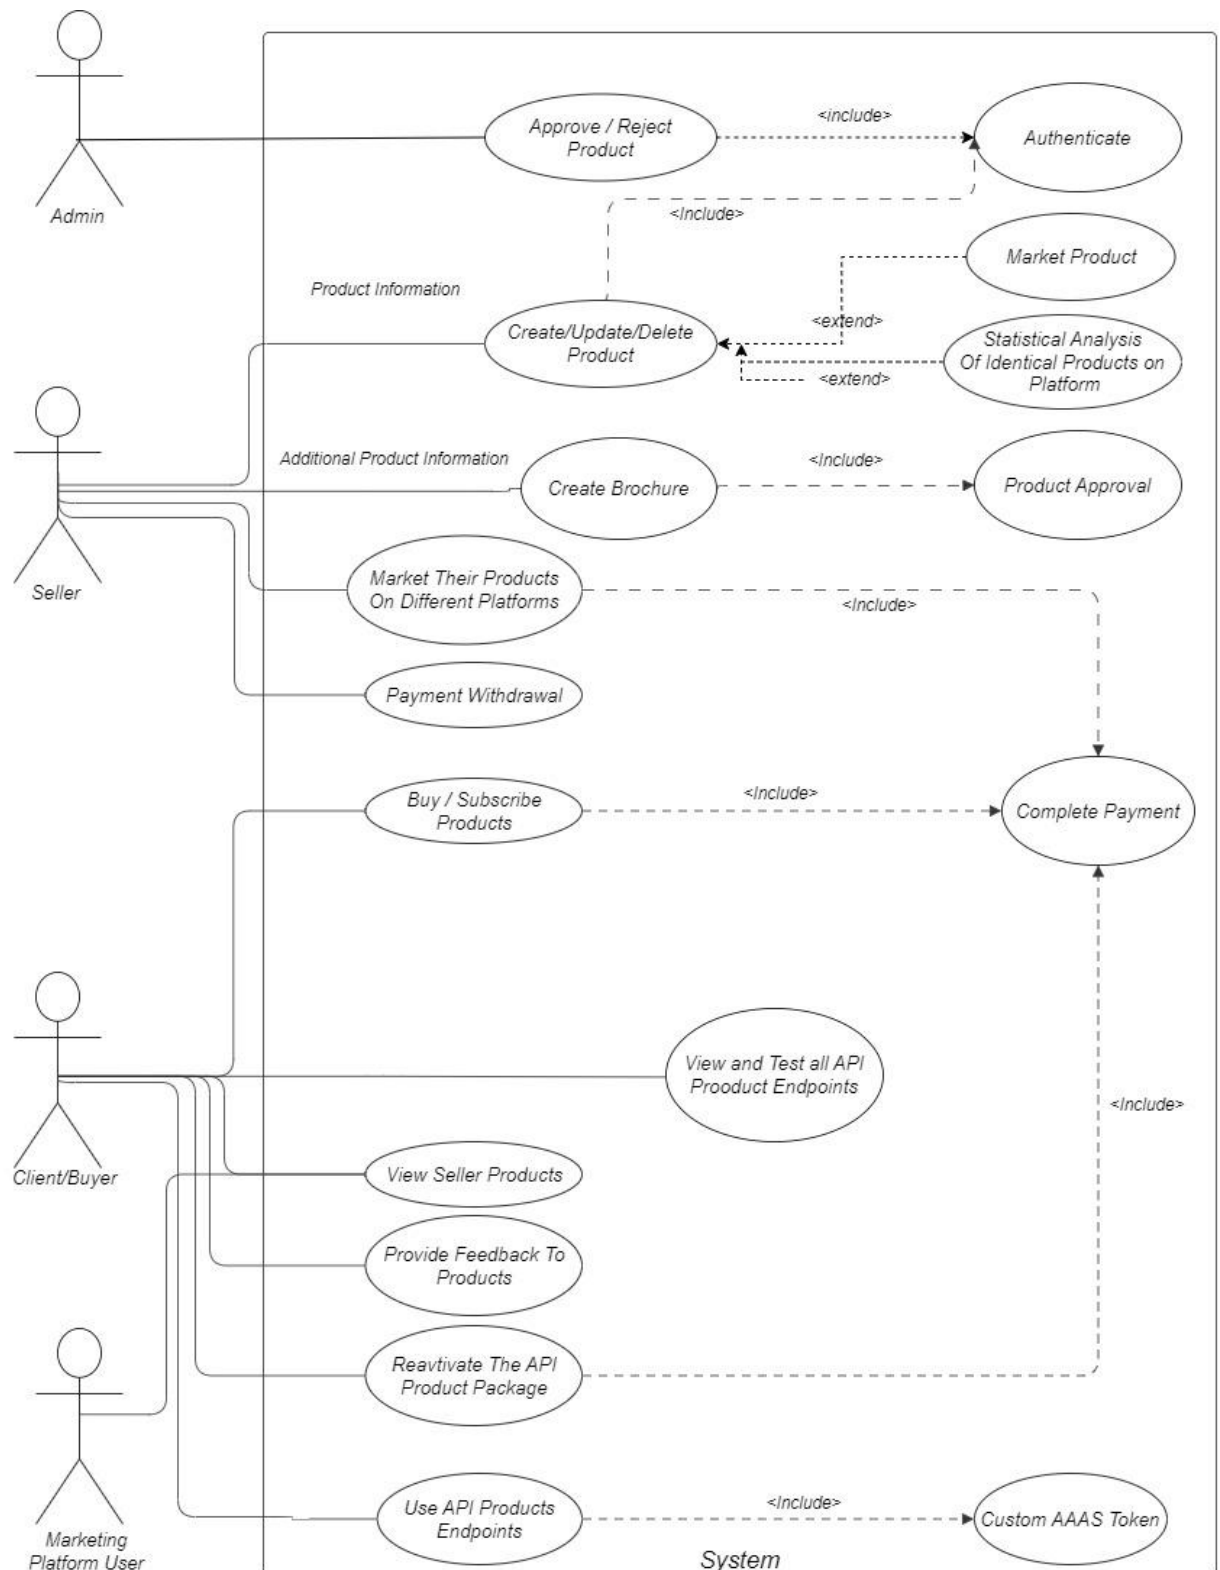 Approve / Reject
Product
<include>
Authenticate
Admin
<Include>
Market Product
Product Information
<extend>
Create/Update/Delete
Product
Statistical Analysis
Of Identical Products on
Platform
<extend>
Additional Product Information
<Include>
Create Brochure
Product Approval
Seller
Market Their Products
On Different Platforms
<Include>
Payment Withdrawal
Buy / Subscribe
Products
<Include>
Complete Payment
View and Test all API
Prooduct Endpoints
<Include>
Client/Buyer
View Seller Products
Provide Feedback To
Products
Reavtivate The API
Product Package
Use API Products
Endpoints
<Include>
Custom AAAS Token
Marketing
Platform User
System